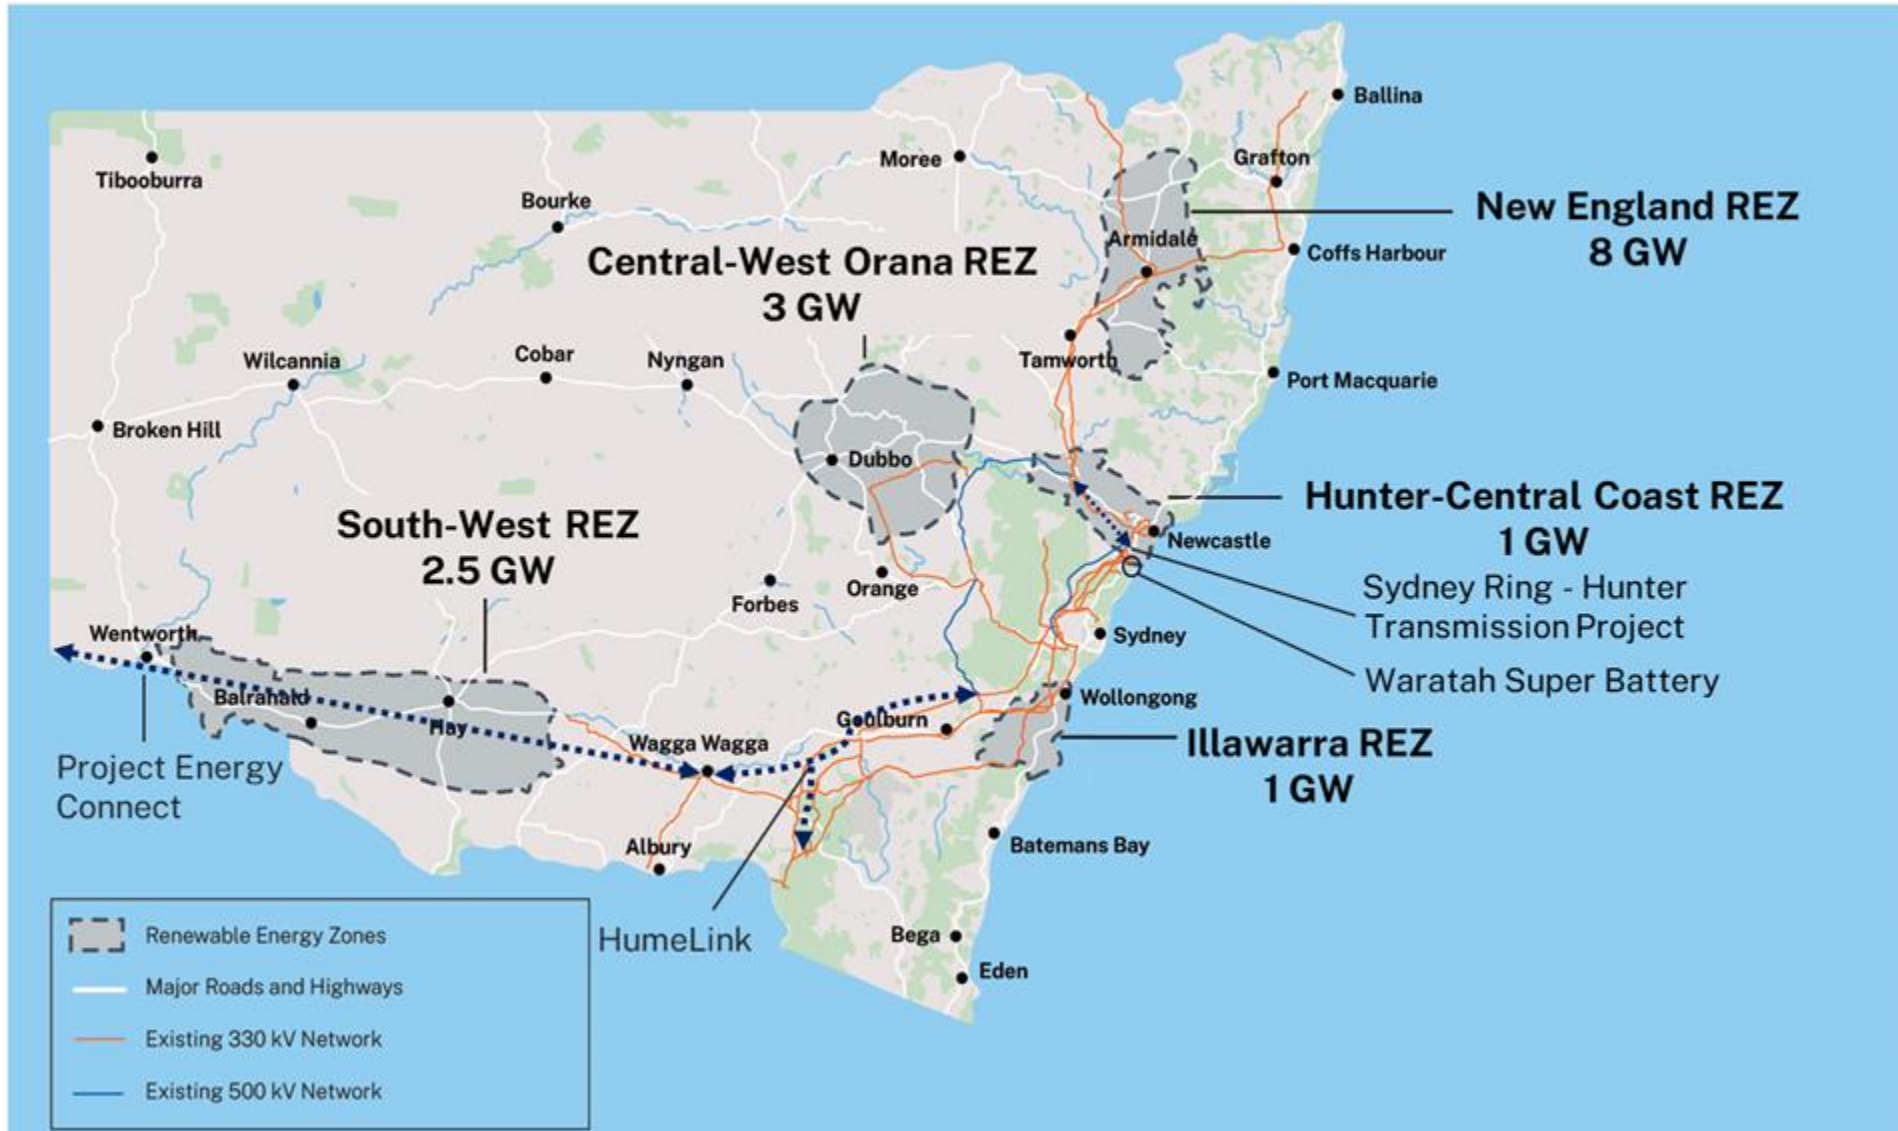 Ballina
Moree
Grafton
Tibooburra
Bourke
New England REZ
8 GW
Armidale
Coffs Harbour
Central-West Orana REZ
3 GW
Wilcannia
Cobar
Nyngan
Tamworth
Port Macquarie
Broken Hill
Dubbo
Hunter-Central Coast REZ
1 GW
South-West REZ
2.5 GW
Newcastle
Orange
Forbes
Sydney Ring - Hunter
Transmission Project
Wentworth
Sydney
Waratah Super Battery
Balranald
Hay
Wollongong
Goulburn
Wagga Wagga
Illawarra REZ
1 GW
Project Energy
Connect
Albury
Batemans Bay
HumeLink
Bega
Eden
Renewable Energy Zones
Major Roads and Highways
Existing 330 kV Network
Existing 500 kV Network